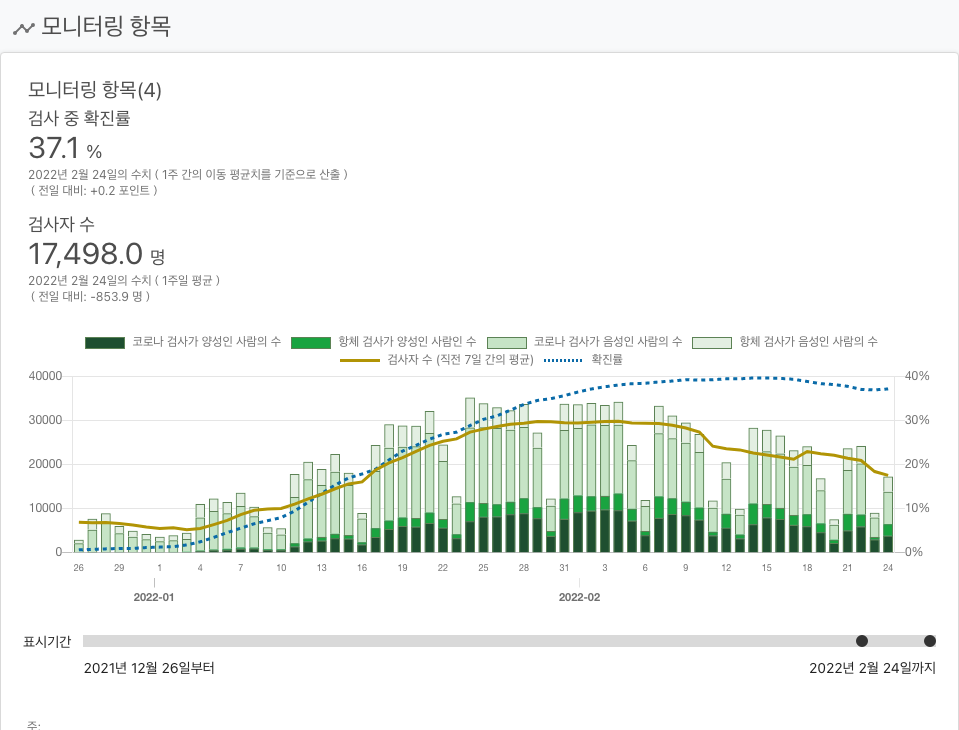 모니터링 항목
모니터링 항목(4)
검사 중 확진률
37.1 %
2022년 2월 24일의 수치 ( 1주 간의 이동 평균치를 기준으로 산출 )
( 전일 대비: +0.2 포인트 )
검사자 수
17,498.0 명
2022년 2월 24일의 수치 ( 1주일 평균 )
( 전일 대비: -853.9 명 )
코로나 검사가 양성인 사람의 수 항체 검사가 양성인 사람인 수 코로나 검사가 음성인 사람의 수 항체 검사가 음성인 사람의 수
검사자 수 (직전 7일 간의 평균) 확진률
40000 40%
30000 30%
20000 20%
10000 10%
0 0%
26 29 1 4 7 10 13 16 19 22 25 28 31 3 6 9 12 15 18 21 24
2022-01 2022-02
표시기간
2021년 12월 26일부터 2022년 2월 24일까지
주: